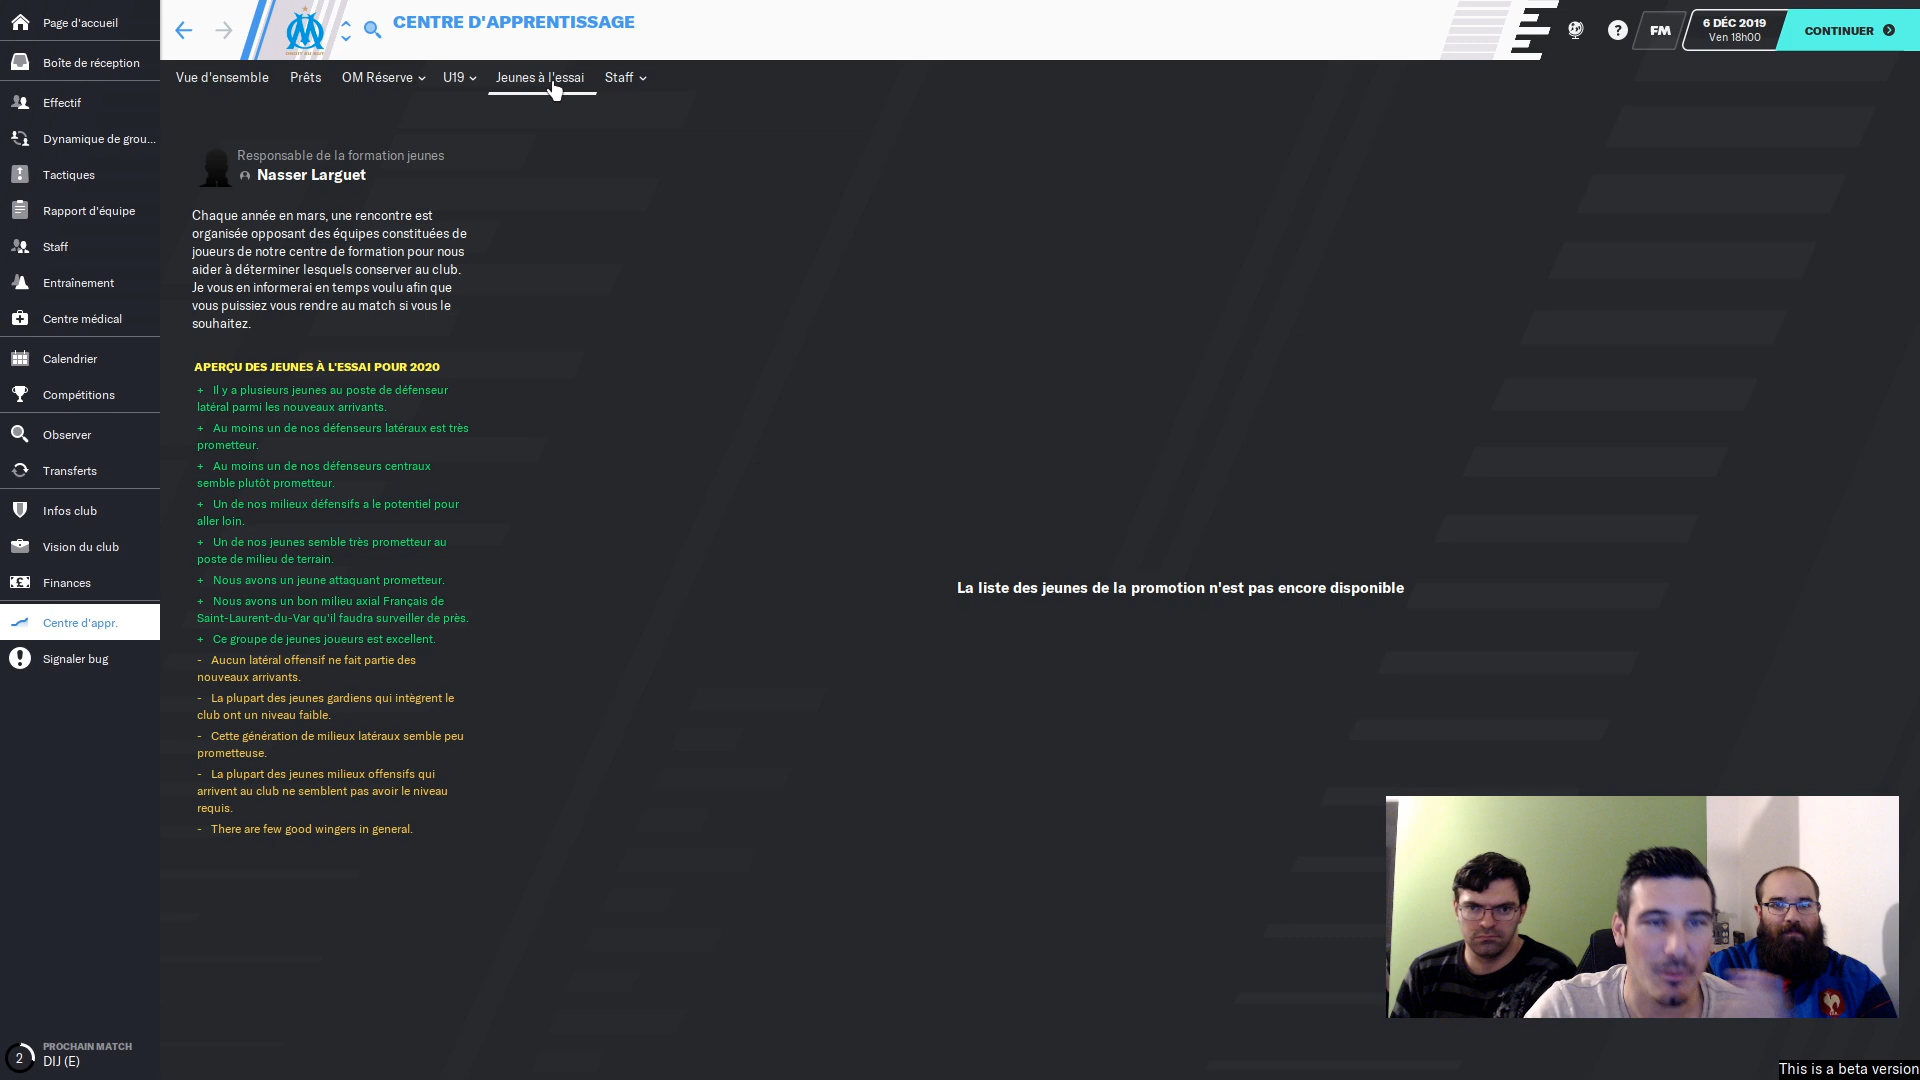 Page d'accueil
Boîte de réception
Effectif
Dynamique de grou...
Tactiques
Rapport d'équipe
Staff
Entraînement
Centre médical
Calendrier
Compétitions
Observer
Transferts
Infos club
Vision du club
Finances
Centre d'appr.
Signaler bug
2
PROCHAIN MATCH
DIJ (E)
CENTRE D'APPRENTISSAGE
?
FM
6 DÉC 2019
Ven 18h00
CONTINUER
Vue d'ensemble
Prêts
OM Réserve
U19
Jeunes à l'essai
Staff
Responsable de la formation jeunes
Nasser Larguet
Chaque année en mars, une rencontre est
organisée opposant des équipes constituées de
joueurs de notre centre de formation pour nous
aider à déterminer lesquels conserver au club.
Je vous en informerai en temps voulu afin que
vous puissiez vous rendre au match si vous le
souhaitez.
APERÇU DES JEUNES À L'ESSAI POUR 2020
+ Il y a plusieurs jeunes au poste de défenseur
latéral parmi les nouveaux arrivants.
+ Au moins un de nos défenseurs latéraux est très
prometteur.
+ Au moins un de nos défenseurs centraux
semble plutôt prometteur.
+ Un de nos milieux défensifs a le potentiel pour
aller loin.
+ Un de nos jeunes semble très prometteur au
poste de milieu de terrain.
+ Nous avons un jeune attaquant prometteur.
+ Nous avons un bon milieu axial Français de
Saint-Laurent-du-Var qu'il faudra surveiller de près.
+ Ce groupe de jeunes joueurs est excellent.
- Aucun latéral offensif ne fait partie des
nouveaux arrivants.
- La plupart des jeunes gardiens qui intègrent le
club ont un niveau faible.
- Cette génération de milieux latéraux semble peu
prometteuse.
- La plupart des jeunes milieux offensifs qui
arrivent au club ne semblent pas avoir le niveau
requis.
- There are few good wingers in general.
La liste des jeunes de la promotion n'est pas encore disponible
This is a beta version